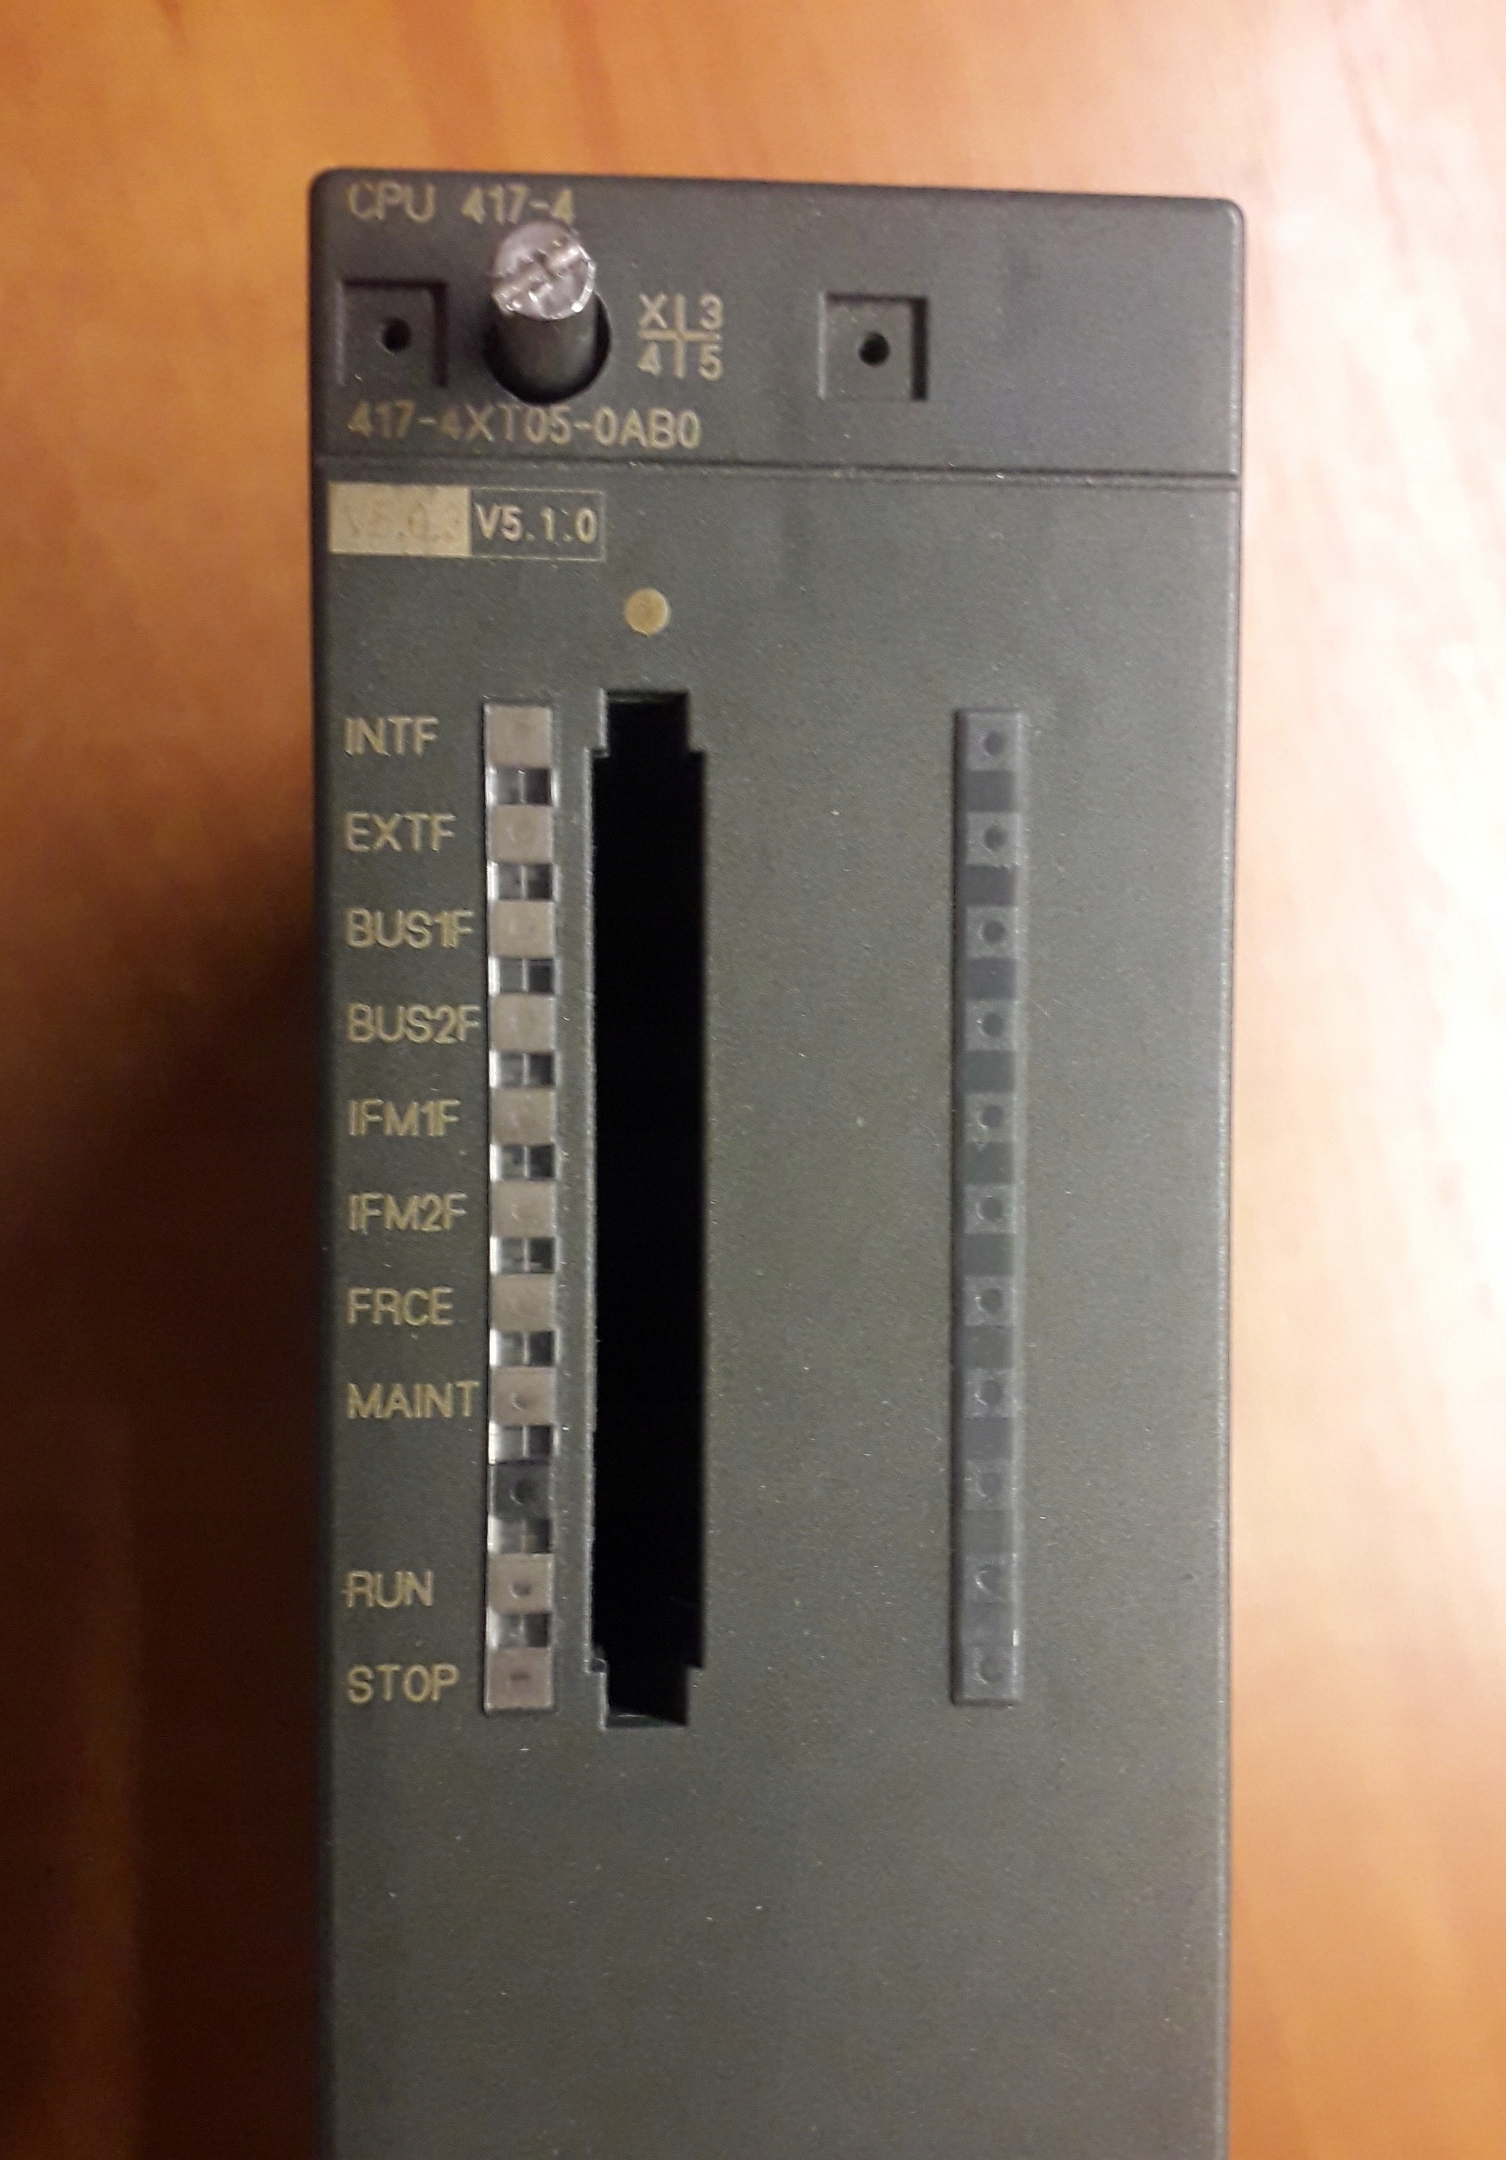 CPU 417-4
X 3
4 5
417-4XT05-0AB0
V5.1.0
INTF
EXTF
BUS1F
BUS2F
IFM1F
IFM2F
FRCE
MAINT
RUN
STOP